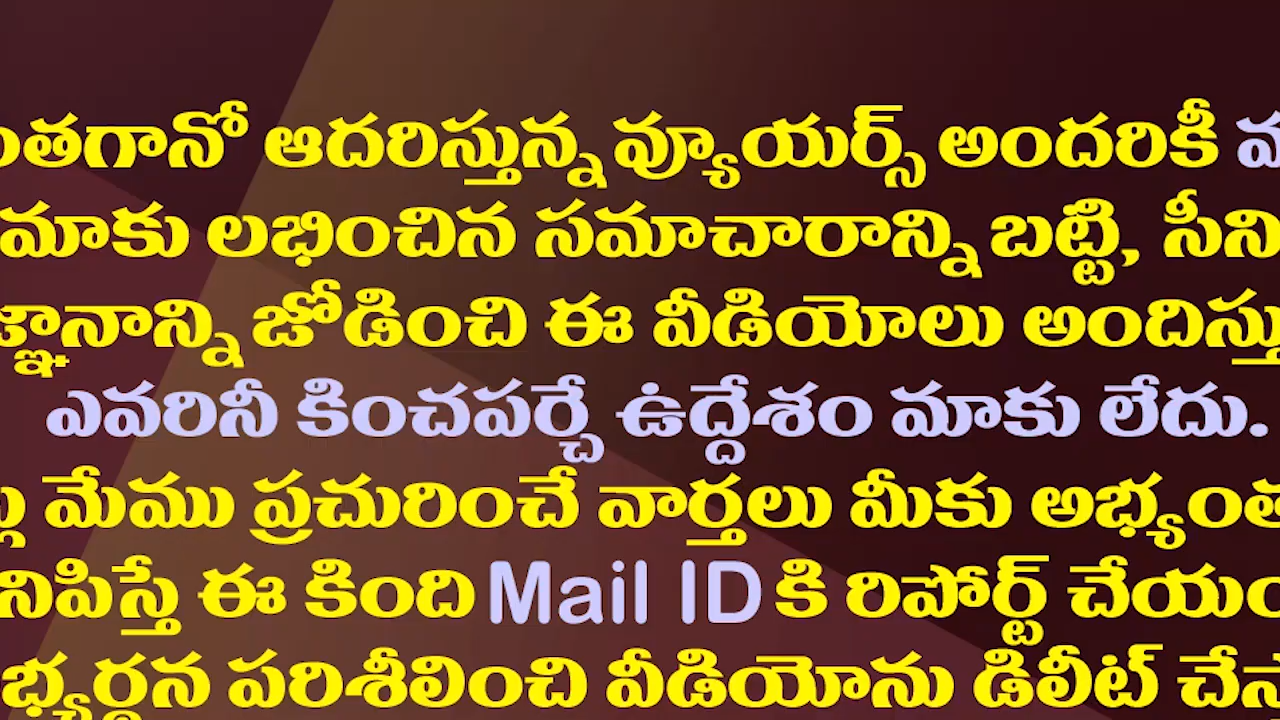 ంతగానో ఆదరిస్తున్న వ్యూయర్స్ అందరికీ
మాకు లభించిన సమాచారాన్ని బట్టి, సీని
జ్ఞానాన్ని జోడించి ఈ వీడియోలు అందిస్తు
ఎవరినీ కించపర్చే ఉద్దేశం మాకు లేదు.
మేము ప్రచురించే వార్తలు మీకు అభ్యంత
నిపిస్తే ఈ కింది Mail ID కి రిపోర్ట్ చేయం
భ్యర్థన పరిశీలించి వీడియోను డిలీట్ చేస